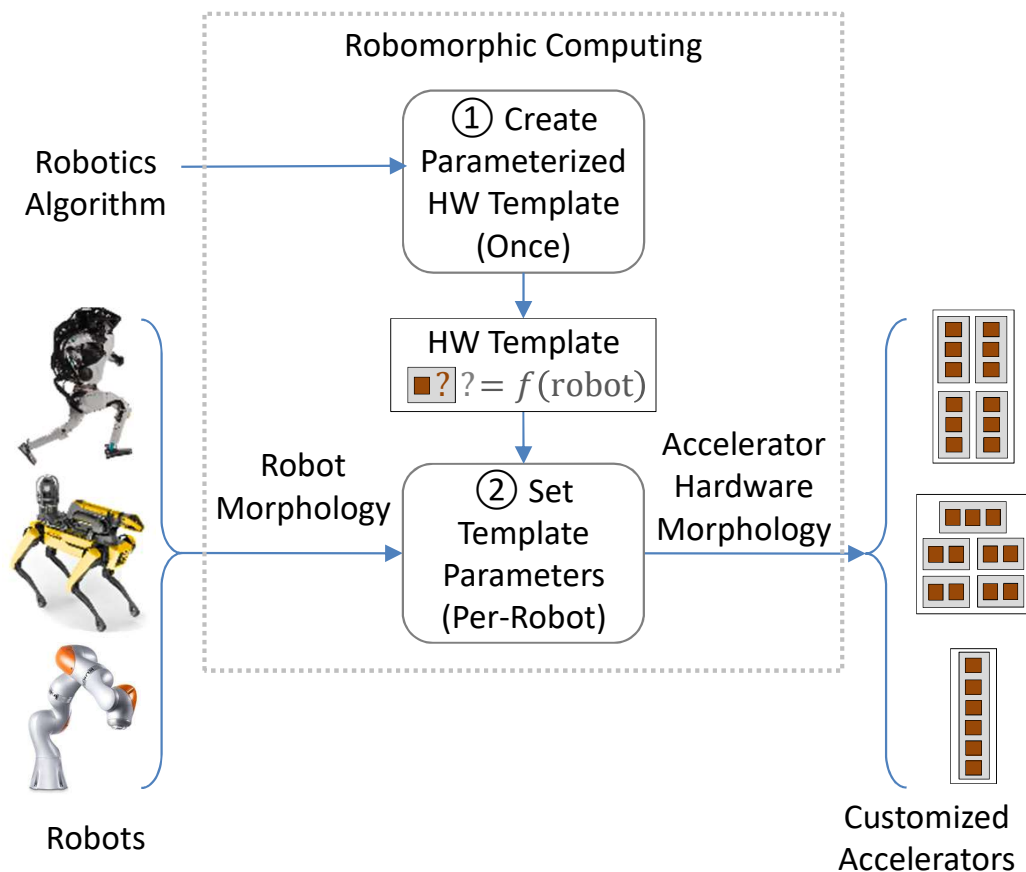 Robomorphic Computing
① Create
Parameterized
HW Template
(Once)
Robotics
Algorithm
HW Template
? ? = f(robot)
Robot
Morphology
② Set
Template
Parameters
(Per-Robot)
Accelerator
Hardware
Morphology
Robots
Customized
Accelerators